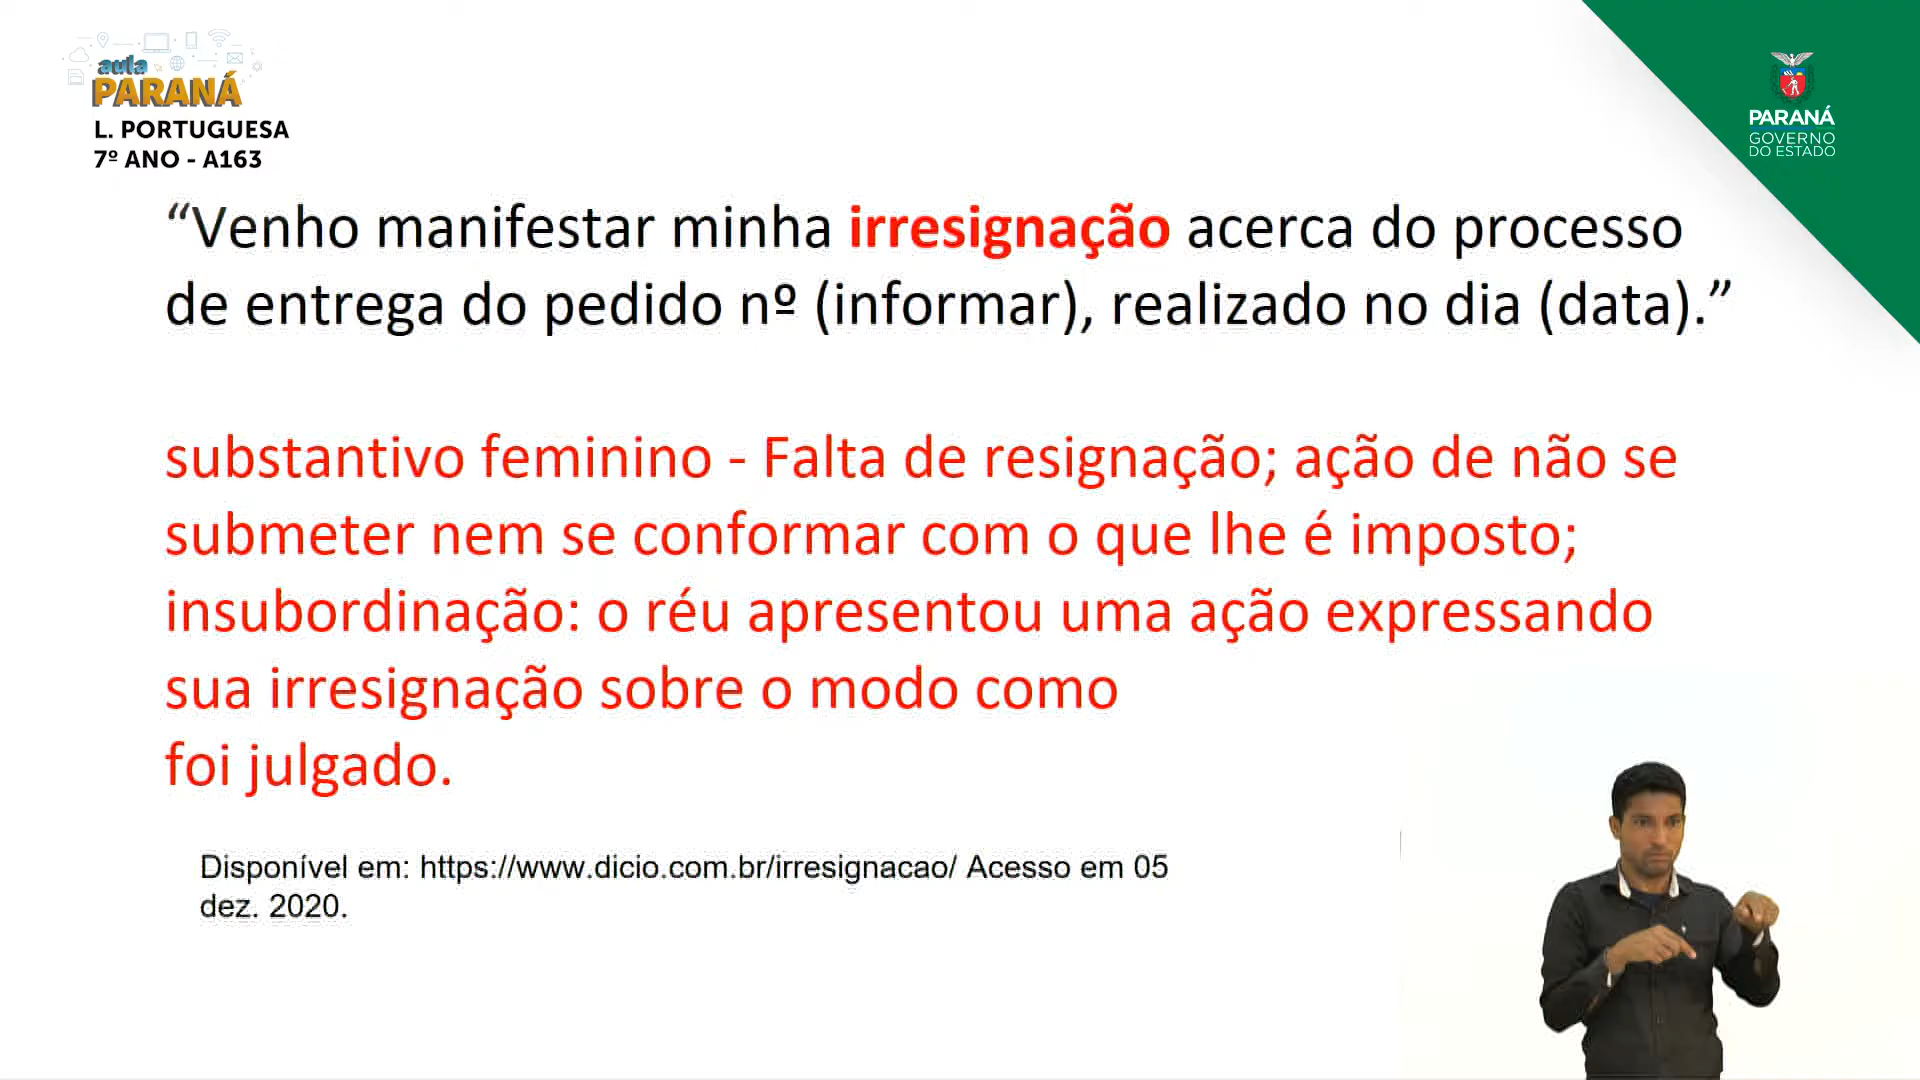 aula
PARANÁ
L. PORTUGUESA
7º ANO - A163
PARANÁ
GOVERNO
DO ESTADO
“Venho manifestar minha irresignação acerca do processo
de entrega do pedido nº (informar), realizado no dia (data).”
substantivo feminino - Falta de resignação; ação de não se
submeter nem se conformar com o que lhe é imposto;
insubordinação: o réu apresentou uma ação expressando
sua irresignação sobre o modo como
foi julgado.
Disponível em: https://www.dicio.com.br/irresignacao/ Acesso em 05
dez. 2020.